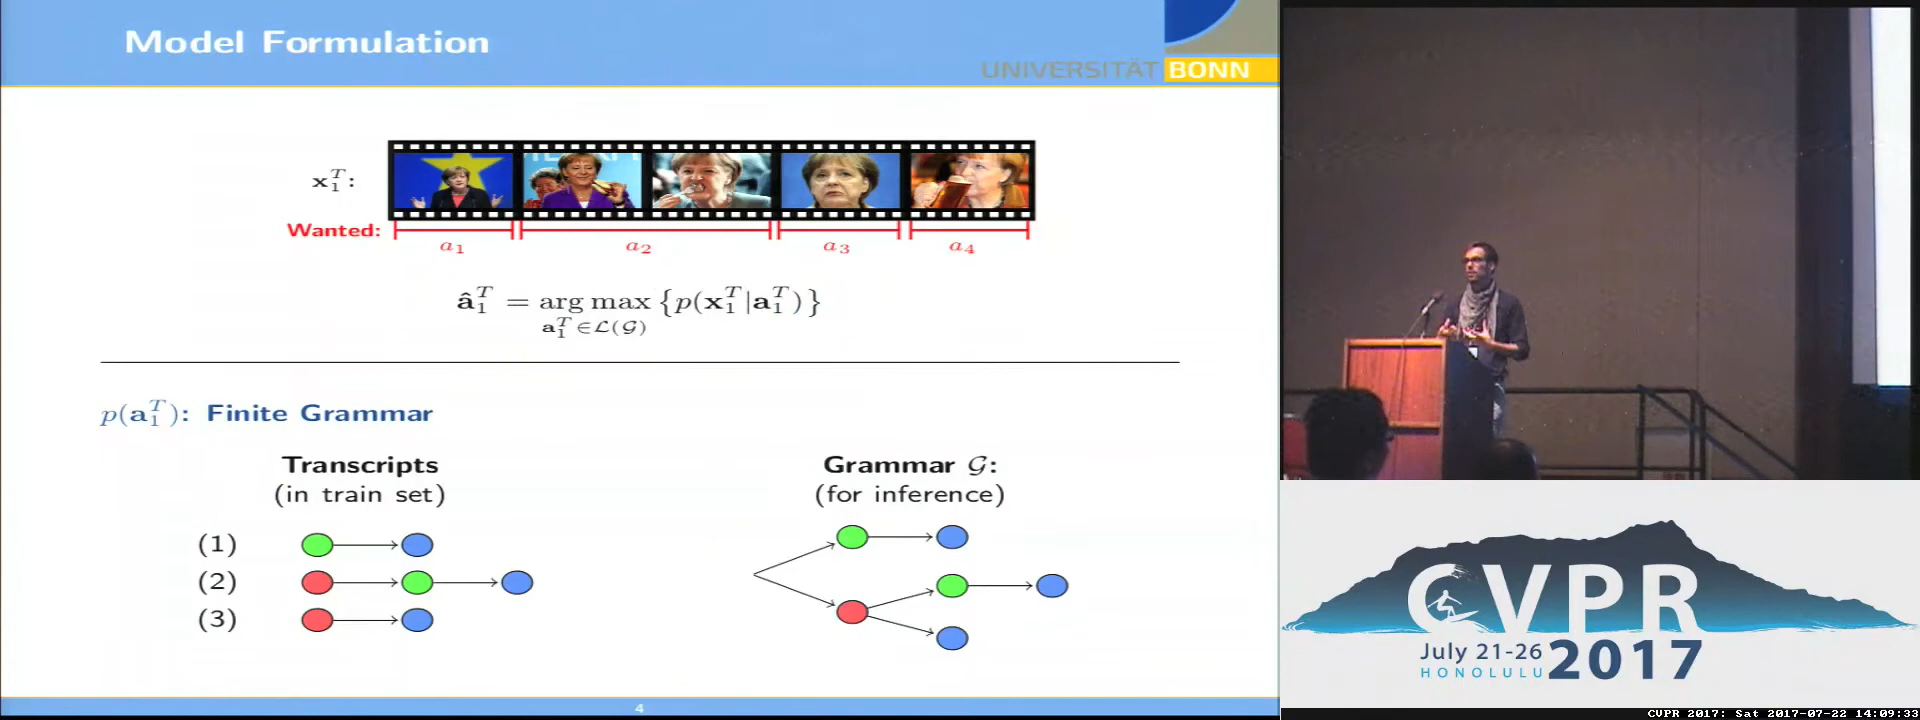 Model Formulation
UNIVERSITÄT BONN
x₁ᵀ:
Wanted:
a₁ a₂ a₃ a₄
â₁ᵀ = arg max {p(x₁ᵀ|a₁ᵀ)}
a₁ᵀ∈ℒ(𝒢)
p(a₁ᵀ): Finite Grammar
Transcripts
(in train set)
(1)
(2)
(3)
Grammar 𝒢:
(for inference)
4
CVPR
July 21-26
HONOLULU
2017
CVPR 2017: Sat 2017-07-22 14:09:33